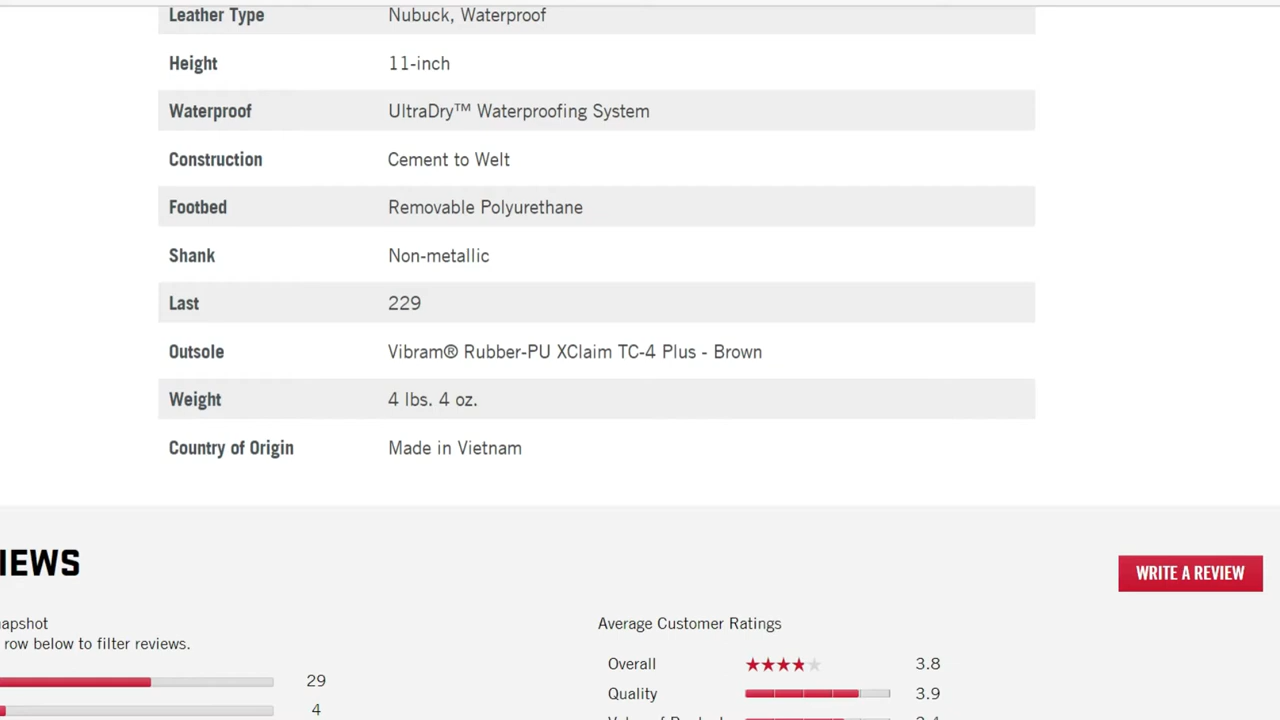 Leather Type Nubuck, Waterproof
Height 11-inch
Waterproof UltraDry™ Waterproofing System
Construction Cement to Welt
Footbed Removable Polyurethane
Shank Non-metallic
Last 229
Outsole Vibram® Rubber-PU XClaim TC-4 Plus - Brown
Weight 4 lbs. 4 oz.
Country of Origin Made in Vietnam
IEWS
WRITE A REVIEW
apshot
row below to filter reviews.
29
4
Average Customer Ratings
Overall 3.8
Quality 3.9